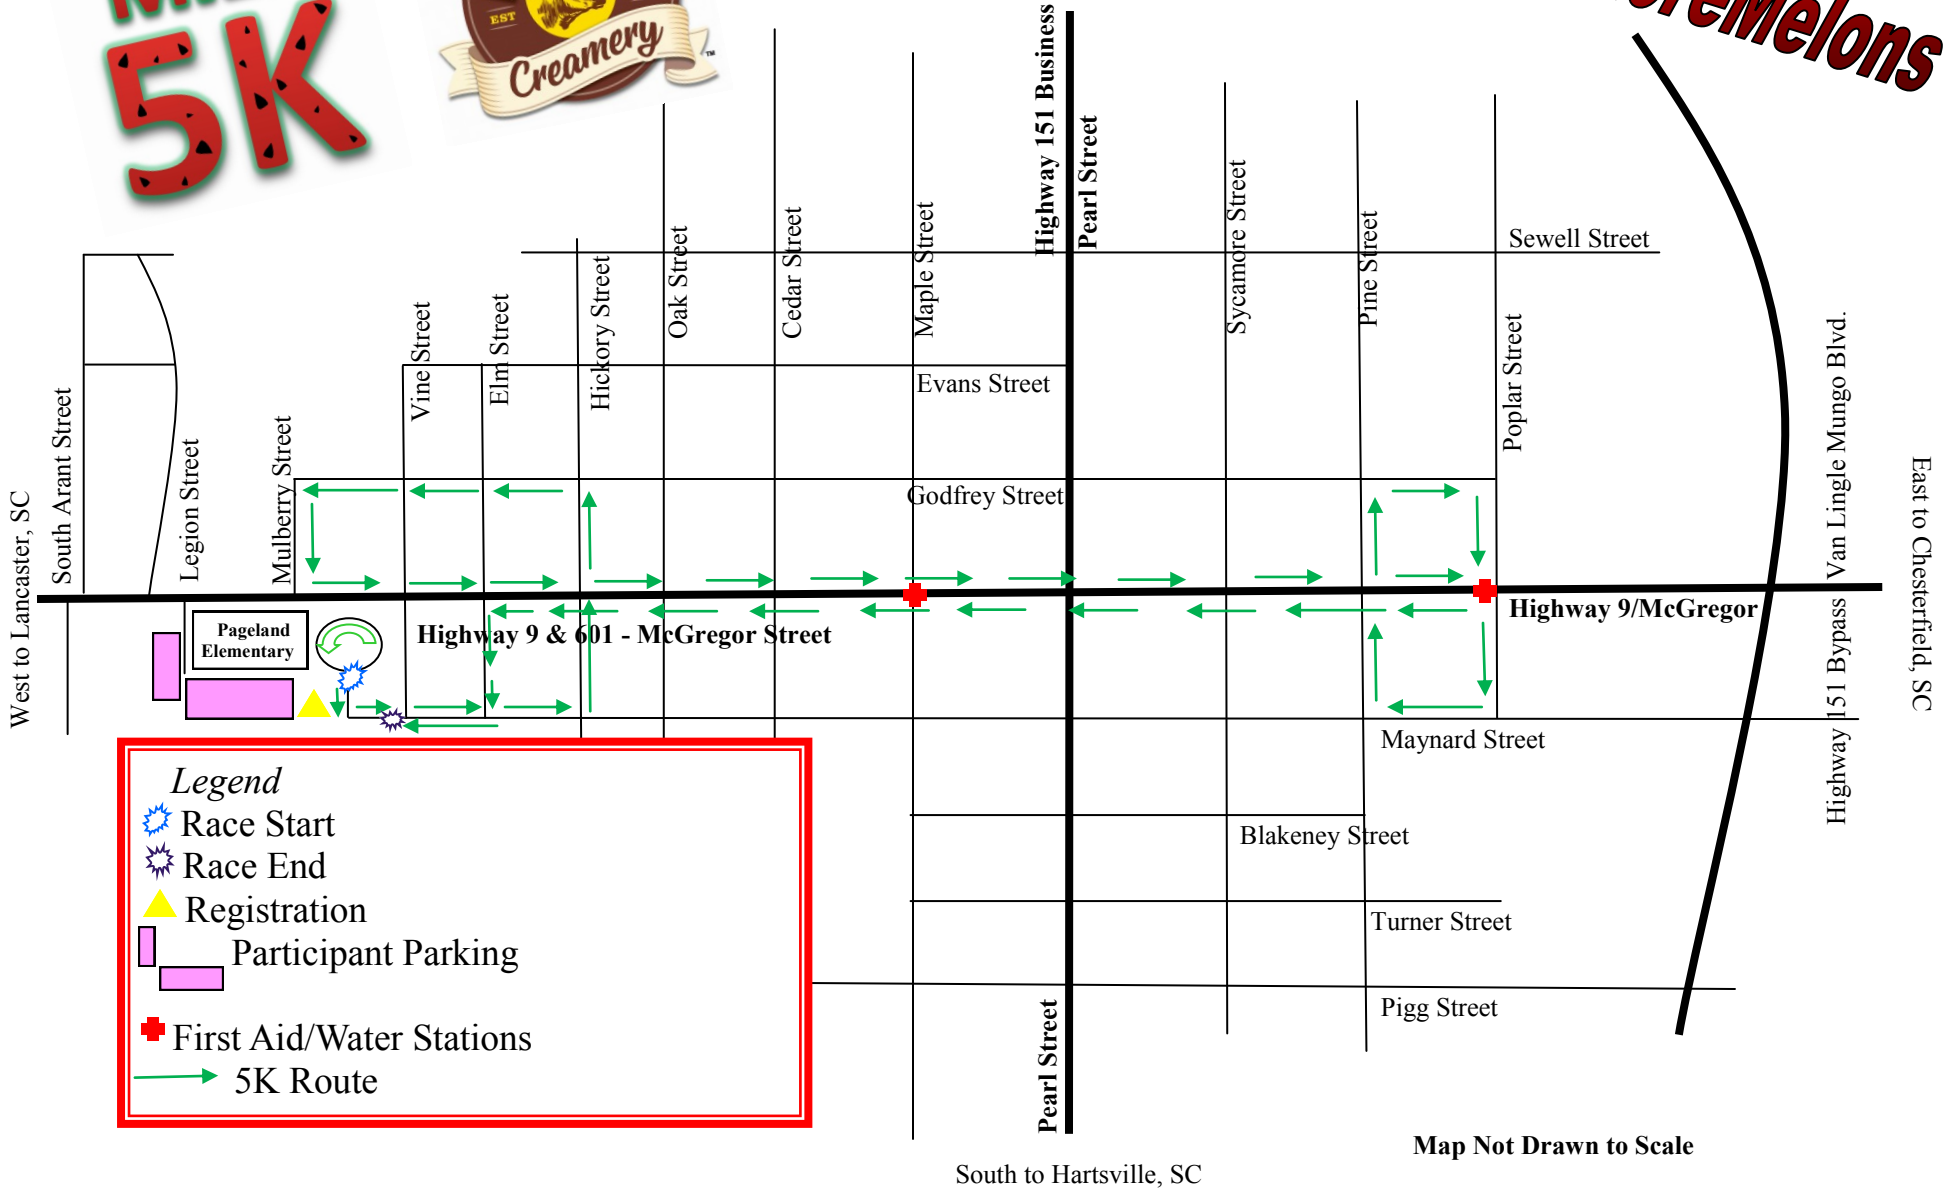 5K
EST
Creamery
™
Highway 151 Business
Pearl Street
Sewell Street
South Arant Street
Legion Street
Mulberry Street
Vine Street
Elm Street
Hickory Street
Oak Street
Cedar Street
Maple Street
Sycamore Street
Pine Street
Poplar Street
Evans Street
Godfrey Street
West to Lancaster, SC
East to Chesterfield, SC
Highway 151 Bypass Van Lingle Mungo Blvd.
Pageland
Elementary
Highway 9 & 601 - McGregor Street
Highway 9/McGregor
Maynard Street
Blakeney Street
Turner Street
Pigg Street
Pearl Street
Legend
Race Start
Race End
Registration
Participant Parking
First Aid/Water Stations
5K Route
Map Not Drawn to Scale
South to Hartsville, SC